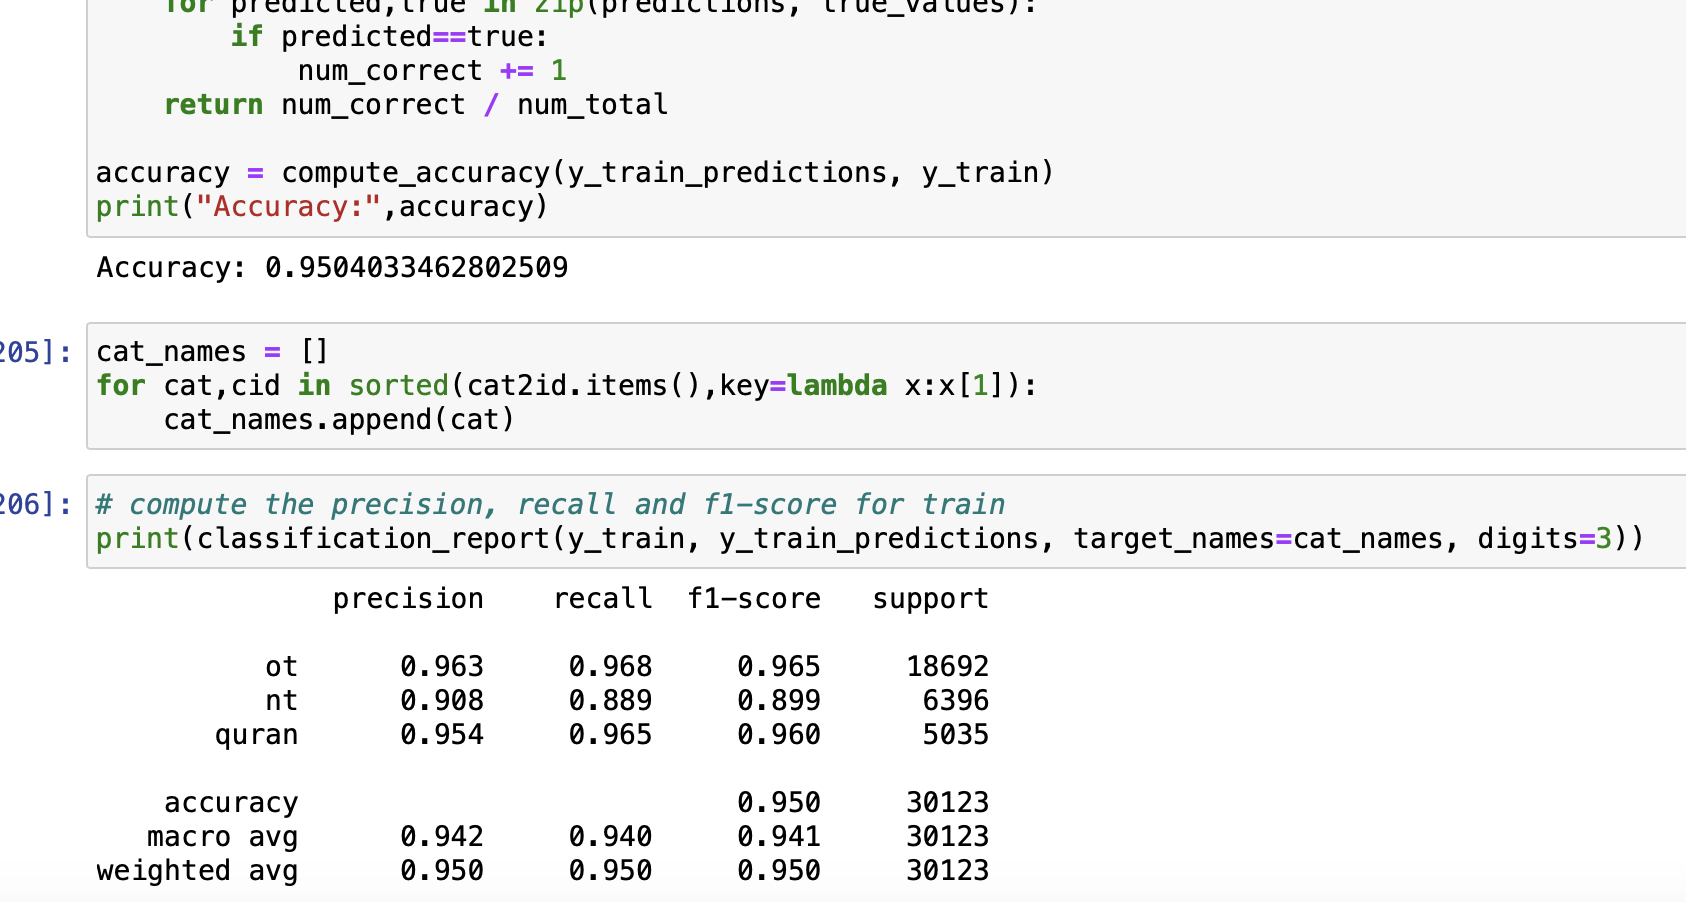 for predicted,true in zip(predictions, true_values):
if predicted==true:
num_correct += 1
return num_correct / num_total
accuracy = compute_accuracy(y_train_predictions, y_train)
print("Accuracy:",accuracy)
Accuracy: 0.9504033462802509
205]: cat_names = []
for cat,cid in sorted(cat2id.items(),key=lambda x:x[1]):
cat_names.append(cat)
206]: # compute the precision, recall and f1-score for train
print(classification_report(y_train, y_train_predictions, target_names=cat_names, digits=3))
precision recall f1-score support
ot 0.963 0.968 0.965 18692
nt 0.908 0.889 0.899 6396
quran 0.954 0.965 0.960 5035
accuracy 0.950 30123
macro avg 0.942 0.940 0.941 30123
weighted avg 0.950 0.950 0.950 30123